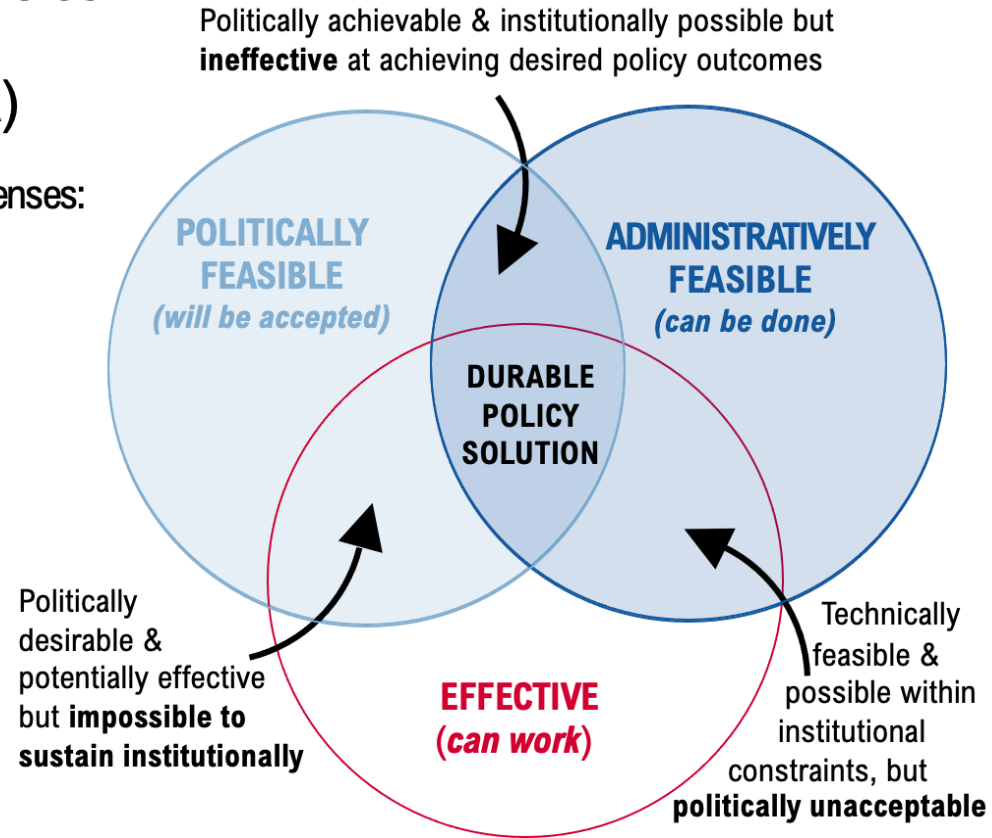 Politically achievable & institutionally possible but
ineffective at achieving desired policy outcomes
)
enses:
POLITICALLY
FEASIBLE
(will be accepted)
ADMINISTRATIVELY
FEASIBLE
(can be done)
DURABLE
POLICY
SOLUTION
Politically
desirable &
potentially effective
but impossible to
sustain institutionally
EFFECTIVE
(can work)
Technically
feasible &
possible within
institutional
constraints, but
politically unacceptable